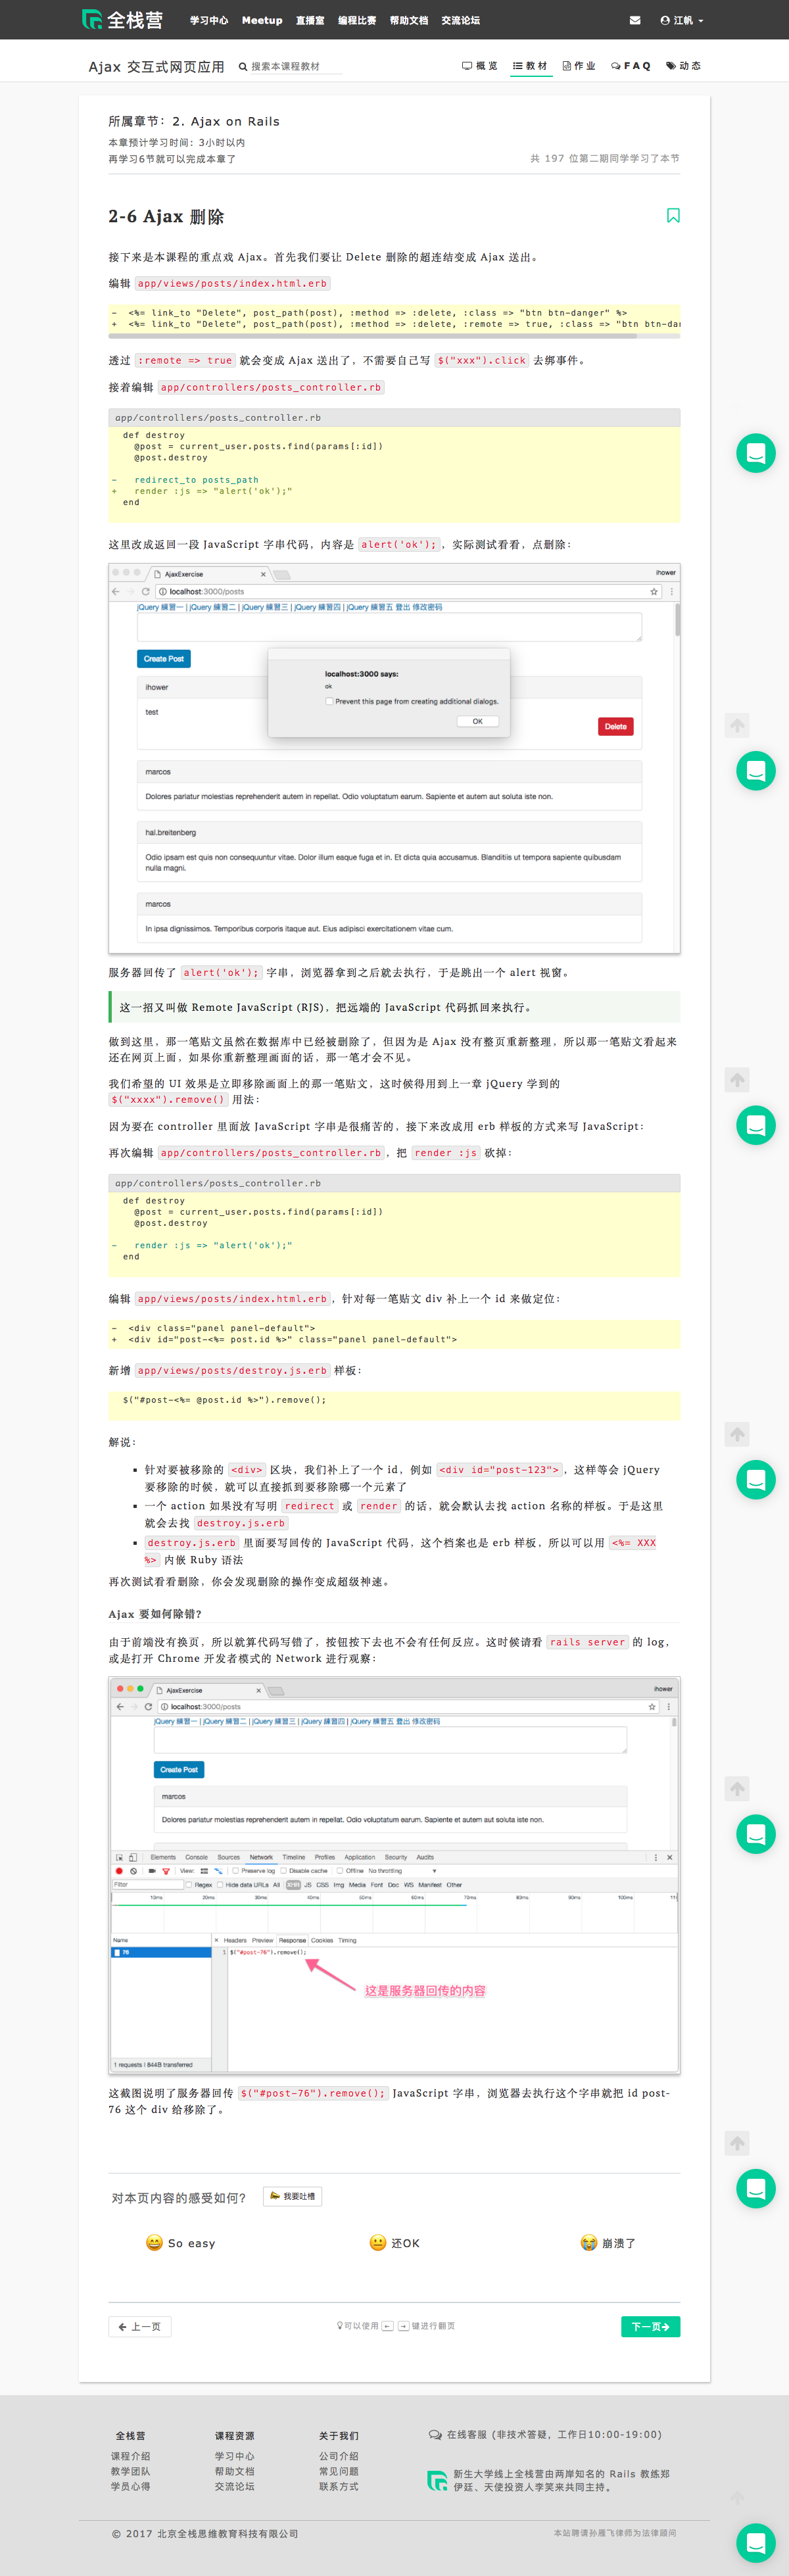 全栈营 学习中心 Meetup 直播室 编程比赛 帮助文档 交流论坛 江帆
Ajax 交互式网页应用 搜索本课程教材 概览 教材 作业 FAQ 动态
所属章节：2. Ajax on Rails
本章预计学习时间：3小时以内
再学习6节就可以完成本章了 共 197 位第二期同学学习了本节
2-6 Ajax 删除
接下来是本课程的重点戏 Ajax。首先我们要让 Delete 删除的超连结变成 Ajax 送出。
编辑 app/views/posts/index.html.erb
- <%= link_to "Delete", post_path(post), :method => :delete, :class => "btn btn-danger" %>
+ <%= link_to "Delete", post_path(post), :method => :delete, :remote => true, :class => "btn btn-dan
透过 :remote => true 就会变成 Ajax 送出了，不需要自己写 $("xxx").click 去绑事件。
接着编辑 app/controllers/posts_controller.rb
app/controllers/posts_controller.rb
def destroy
@post = current_user.posts.find(params[:id])
@post.destroy
- redirect_to posts_path
+ render :js => "alert('ok');"
end
这里改成返回一段 JavaScript 字串代码，内容是 alert('ok');，实际测试看看，点删除：
AjaxExercise ihower
localhost:3000/posts
jQuery 練習一 | jQuery 練習二 | jQuery 練習三 | jQuery 練習四 | jQuery 練習五 登出 修改密码
Create Post
localhost:3000 says:
ok
Prevent this page from creating additional dialogs.
OK
ihower
test
Delete
marcos
Dolores pariatur molestias reprehenderit autem in repellat. Odio voluptatum earum. Sapiente et autem aut soluta iste non.
hal.breitenberg
Odio ipsam est quis non consequuntur vitae. Dolor illum eaque fuga et in. Et dicta quia accusamus. Blanditiis ut tempora sapiente quibusdam
nulla magni.
marcos
In ipsa dignissimos. Temporibus corporis itaque aut. Eius adipisci exercitationem vitae cum.
服务器回传了 alert('ok'); 字串，浏览器拿到之后就去执行，于是跳出一个 alert 视窗。
这一招又叫做 Remote JavaScript (RJS)，把远端的 JavaScript 代码抓回来执行。
做到这里，那一笔贴文虽然在数据库中已经被删除了，但因为是 Ajax 没有整页重新整理，所以那一笔贴文看起来
还在网页上面，如果你重新整理画面的话，那一笔才会不见。
我们希望的 UI 效果是立即移除画面上的那一笔贴文，这时候得用到上一章 jQuery 学到的
$("xxxx").remove() 用法：
因为要在 controller 里面放 JavaScript 字串是很痛苦的，接下来改成用 erb 样板的方式来写 JavaScript：
再次编辑 app/controllers/posts_controller.rb，把 render :js 砍掉：
app/controllers/posts_controller.rb
def destroy
@post = current_user.posts.find(params[:id])
@post.destroy
- render :js => "alert('ok');"
end
编辑 app/views/posts/index.html.erb，针对每一笔贴文 div 补上一个 id 来做定位：
- <div class="panel panel-default">
+ <div id="post-<%= post.id %>" class="panel panel-default">
新增 app/views/posts/destroy.js.erb 样板：
$("#post-<%= @post.id %>").remove();
解说：
针对要被移除的 <div> 区块，我们补上了一个 id，例如 <div id="post-123">，这样等会 jQuery
要移除的时候，就可以直接抓到要移除哪一个元素了
一个 action 如果没有写明 redirect 或 render 的话，就会默认去找 action 名称的样板。于是这里
就会去找 destroy.js.erb
destroy.js.erb 里面要写回传的 JavaScript 代码，这个档案也是 erb 样板，所以可以用 <%= XXX
%> 内嵌 Ruby 语法
再次测试看看删除，你会发现删除的操作变成超级神速。
Ajax 要如何除错？
由于前端没有换页，所以就算代码写错了，按钮按下去也不会有任何反应。这时候请看 rails server 的 log，
或是打开 Chrome 开发者模式的 Network 进行观察：
AjaxExercise ihower
localhost:3000/posts
jQuery 練習一 | jQuery 練習二 | jQuery 練習三 | jQuery 練習四 | jQuery 練習五 登出 修改密码
Create Post
marcos
Dolores pariatur molestias reprehenderit autem in repellat. Odio voluptatum earum. Sapiente et autem aut soluta iste non.
Elements Console Sources Network Timeline Profiles Application Security Audits
View: Preserve log Disable cache Offline No throttling
Filter Regex Hide data URLs All XHR JS CSS Img Media Font Doc WS Manifest Other
10ms 20ms 30ms 40ms 50ms 60ms 70ms 80ms 90ms 100ms 11
Name Headers Preview Response Cookies Timing
76 1 $("#post-76").remove();
这是服务器回传的内容
1 requests | 844B transferred
这截图说明了服务器回传 $("#post-76").remove(); JavaScript 字串，浏览器去执行这个字串就把 id post-
76 这个 div 给移除了。
对本页内容的感受如何？ 我要吐槽
So easy 还OK 崩溃了
上一页 可以使用 ← → 键进行翻页 下一页
全栈营 课程资源 关于我们 在线客服 (非技术答疑，工作日10:00-19:00)
课程介绍 学习中心 公司介绍
教学团队 帮助文档 常见问题
学员心得 交流论坛 联系方式
新生大学线上全栈营由两岸知名的 Rails 教练郑
伊廷、天使投资人李笑来共同主持。
© 2017 北京全栈思维教育科技有限公司 本站聘请孙雁飞律师为法律顾问